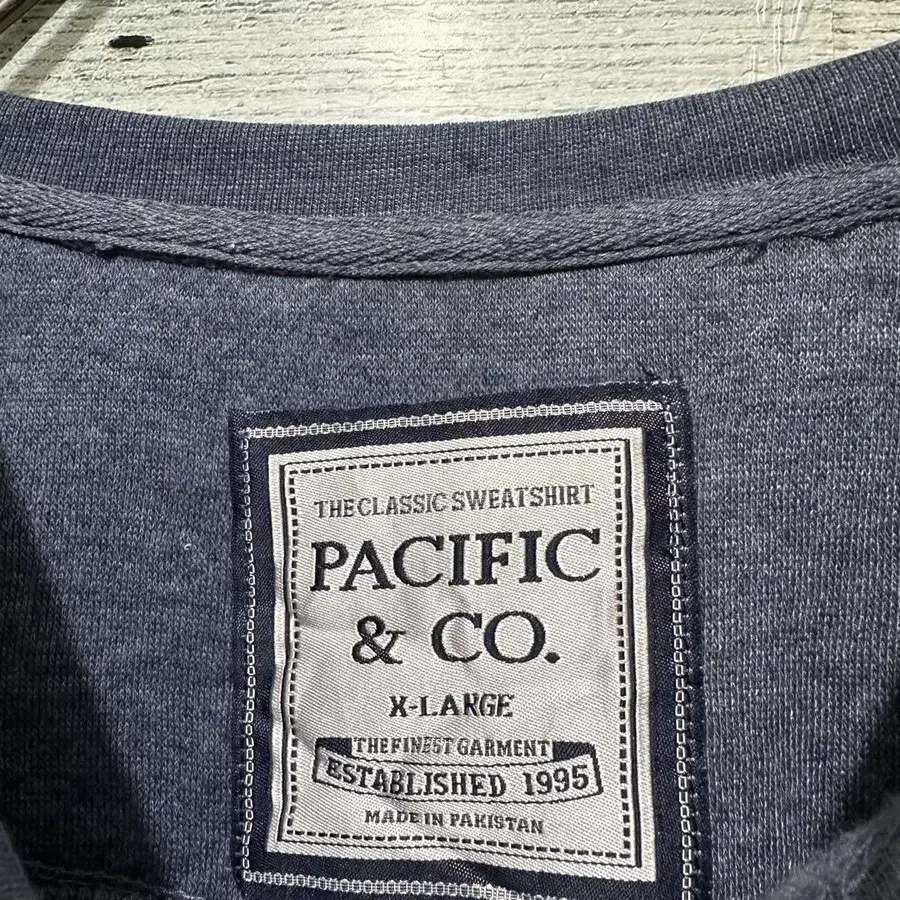 THE CLASSIC SWEATSHIRT
PACIFIC
& CO.
X-LARGE
THE FINEST GARMENT
ESTABLISHED 1995
MADE IN PAKISTAN